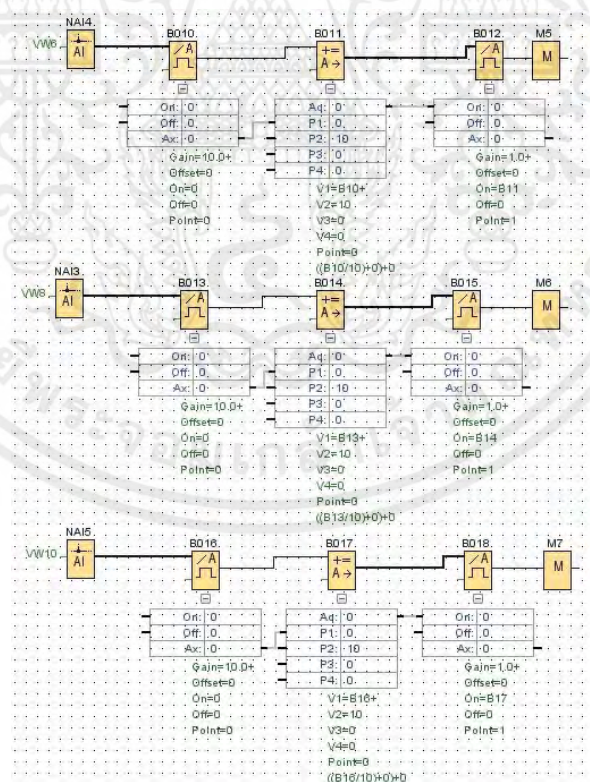 NAI4
VW6
AI
B010
/A
B011
+=
A→
B012
/A
M5
M
On: 0
Off: 0
Ax: 0
Aq: 0
P1: 0
P2: 10
P3: 0
P4: 0
On: 0
Off: 0
Ax: 0
Gain=10.0+
Offset=0
On=0
Off=0
Point=0
V1=B10+
V2=10
V3=0
V4=0
Point=0
((B10/10)+0)+0
Gain=1.0+
Offset=0
On=B11
Off=0
Point=1
NAI3
VW8
AI
B013
/A
B014
+=
A→
B015
/A
M6
M
On: 0
Off: 0
Ax: 0
Aq: 0
P1: 0
P2: 10
P3: 0
P4: 0
On: 0
Off: 0
Ax: 0
Gain=10.0+
Offset=0
On=0
Off=0
Point=0
V1=B13+
V2=10
V3=0
V4=0
Point=0
((B13/10)+0)+0
Gain=1.0+
Offset=0
On=B14
Off=0
Point=1
NAI5
VW10
AI
B016
/A
B017
+=
A→
B018
/A
M7
M
On: 0
Off: 0
Ax: 0
Aq: 0
P1: 0
P2: 10
P3: 0
P4: 0
On: 0
Off: 0
Ax: 0
Gain=10.0+
Offset=0
On=0
Off=0
Point=0
V1=B16+
V2=10
V3=0
V4=0
Point=0
((B16/10)+0)+0
Gain=1.0+
Offset=0
On=B17
Off=0
Point=1